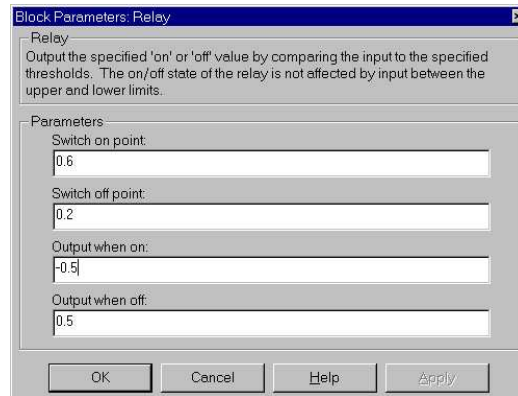 Block Parameters: Relay
Relay
Output the specified 'on' or 'off' value by comparing the input to the specified
thresholds. The on/off state of the relay is not affected by input between the
upper and lower limits.
Parameters
Switch on point:
0.6
Switch off point:
0.2
Output when on:
-0.5
Output when off:
0.5
OK Cancel Help Apply